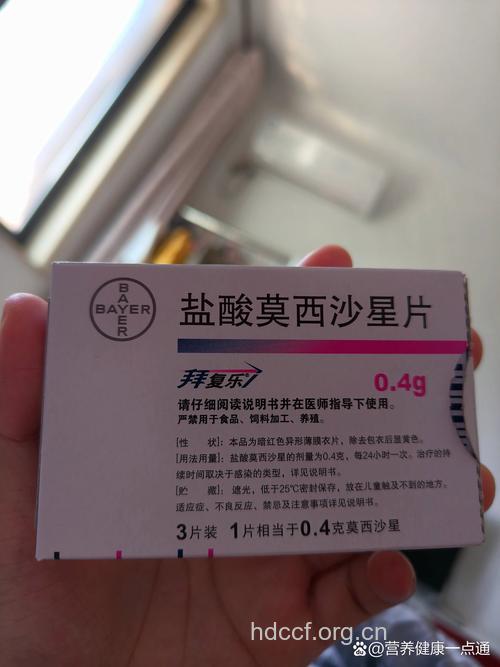 BAYER
BAYER
盐酸莫西沙星片
拜复乐
0.4g
请仔细阅读说明书并在医师指导下使用。
严禁用于食品、饲料加工、养殖。
[性　状]：本品为暗红色异形薄膜衣片，除去包衣后显黄色。
[用法用量]：盐酸莫西沙星的剂量为0.4克，每24小时一次。治疗的持
续时间取决于感染的类型，详见说明书。
[贮　藏]：遮光，低于25℃密封保存，放在儿童触及不到的地方。
适应症、不良反应、禁忌及注意事项详见说明书。
3片装 1片相当于0.4克莫西沙星
hdccf.org.cn
营养健康一点通